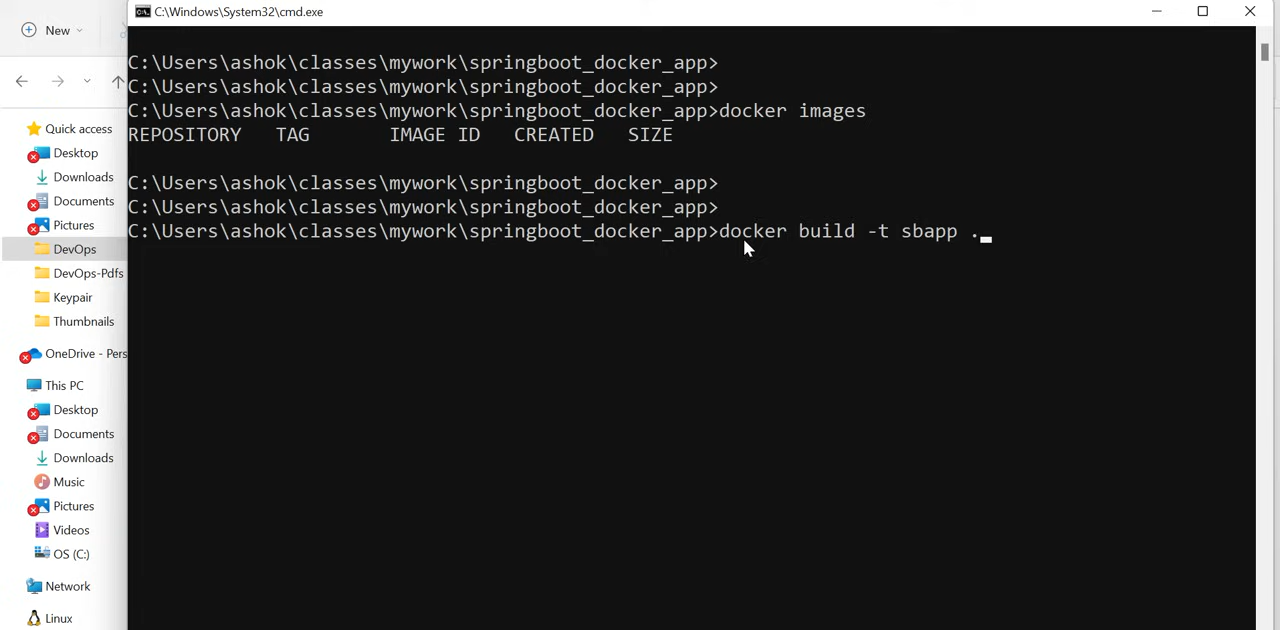 C:\Windows\System32\cmd.exe
New
Quick access
Desktop
Downloads
Documents
Pictures
DevOps
DevOps-Pdfs
Keypair
Thumbnails
OneDrive - Pers
This PC
Desktop
Documents
Downloads
Music
Pictures
Videos
OS (C:)
Network
Linux
C:\Users\ashok\classes\mywork\springboot_docker_app>
C:\Users\ashok\classes\mywork\springboot_docker_app>
C:\Users\ashok\classes\mywork\springboot_docker_app>docker images
REPOSITORY TAG IMAGE ID CREATED SIZE
C:\Users\ashok\classes\mywork\springboot_docker_app>
C:\Users\ashok\classes\mywork\springboot_docker_app>
C:\Users\ashok\classes\mywork\springboot_docker_app>docker build -t sbapp .